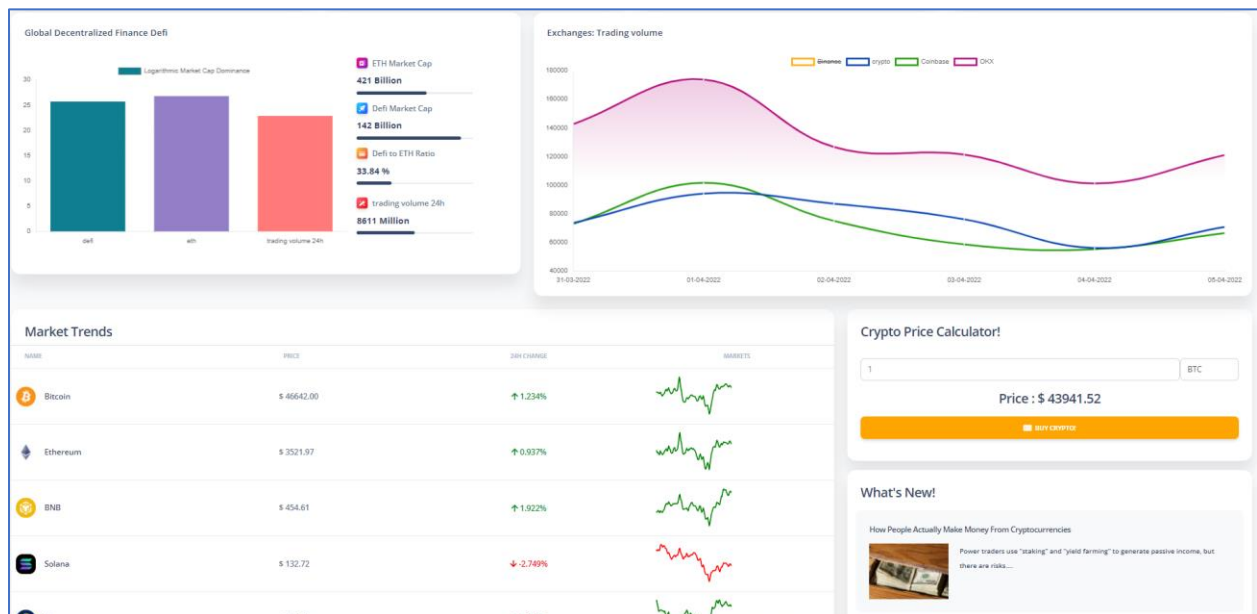 Global Decentralized Finance Defi
Logarithmic Market Cap Dominance
30
25
20
15
10
5
0
defi
eth
trading volume 24h
ETH Market Cap
421 Billion
Defi Market Cap
142 Billion
Defi to ETH Ratio
33.84 %
trading volume 24h
8611 Million
Exchanges: Trading volume
Binance
crypto
Coinbase
OKX
180000
160000
140000
120000
100000
80000
60000
40000
31-03-2022
01-04-2022
02-04-2022
03-04-2022
04-04-2022
05-04-2022
Market Trends
NAME PRICE 24H CHANGE MARKETS
Bitcoin $ 46642.00 ↑ 1.234%
Ethereum $ 3521.97 ↑ 0.937%
BNB $ 454.61 ↑ 1.922%
Solana $ 132.72 ↓ -2.749%
Crypto Price Calculator!
1 BTC
Price : $ 43941.52
BUY CRYPTO!
What's New!
How People Actually Make Money From Cryptocurrencies
Power traders use "staking" and "yield farming" to generate passive income, but
there are risks....